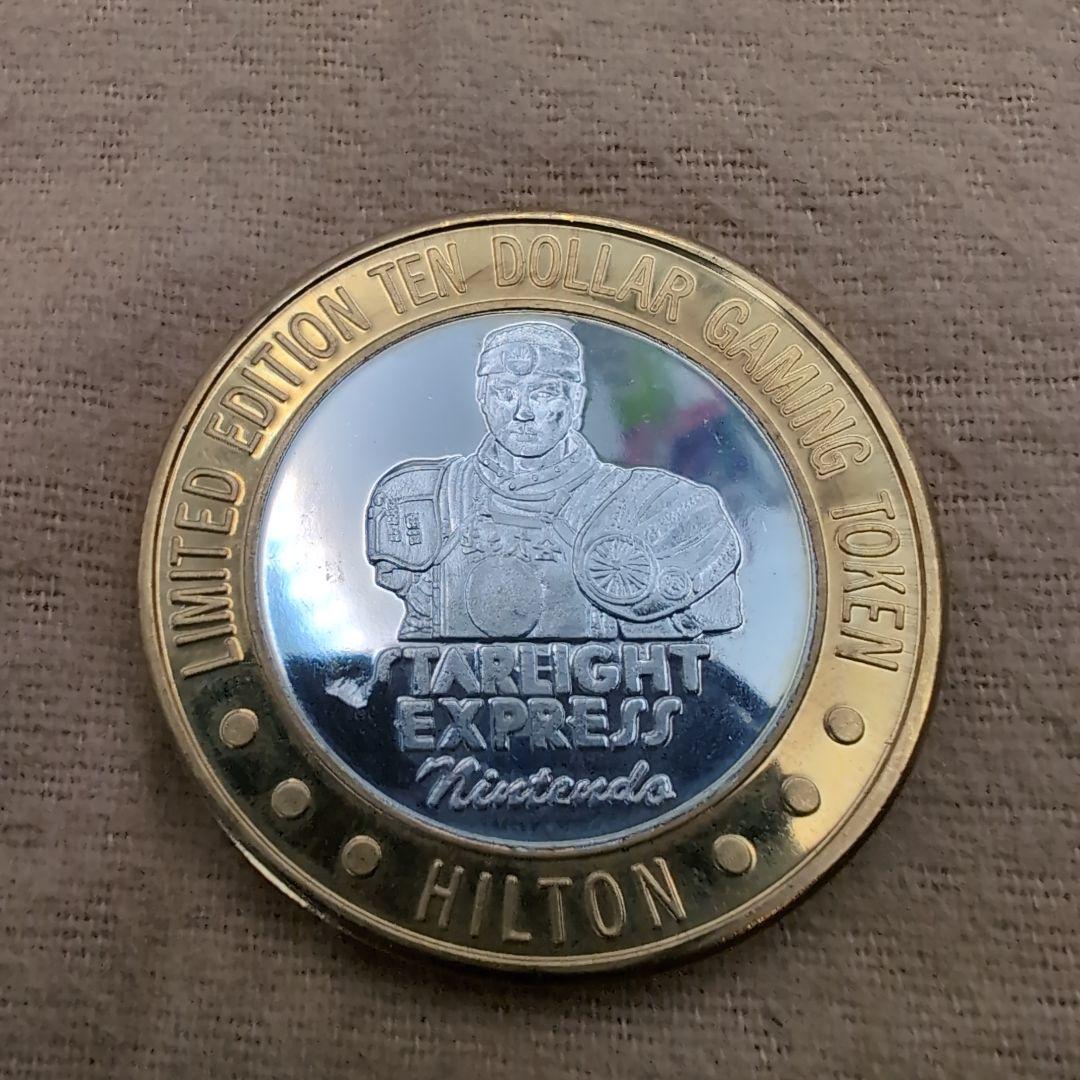 LIMITED EDITION TEN DOLLAR GAMING TOKEN
STARLIGHT
EXPRESS
Nintendo
HILTON